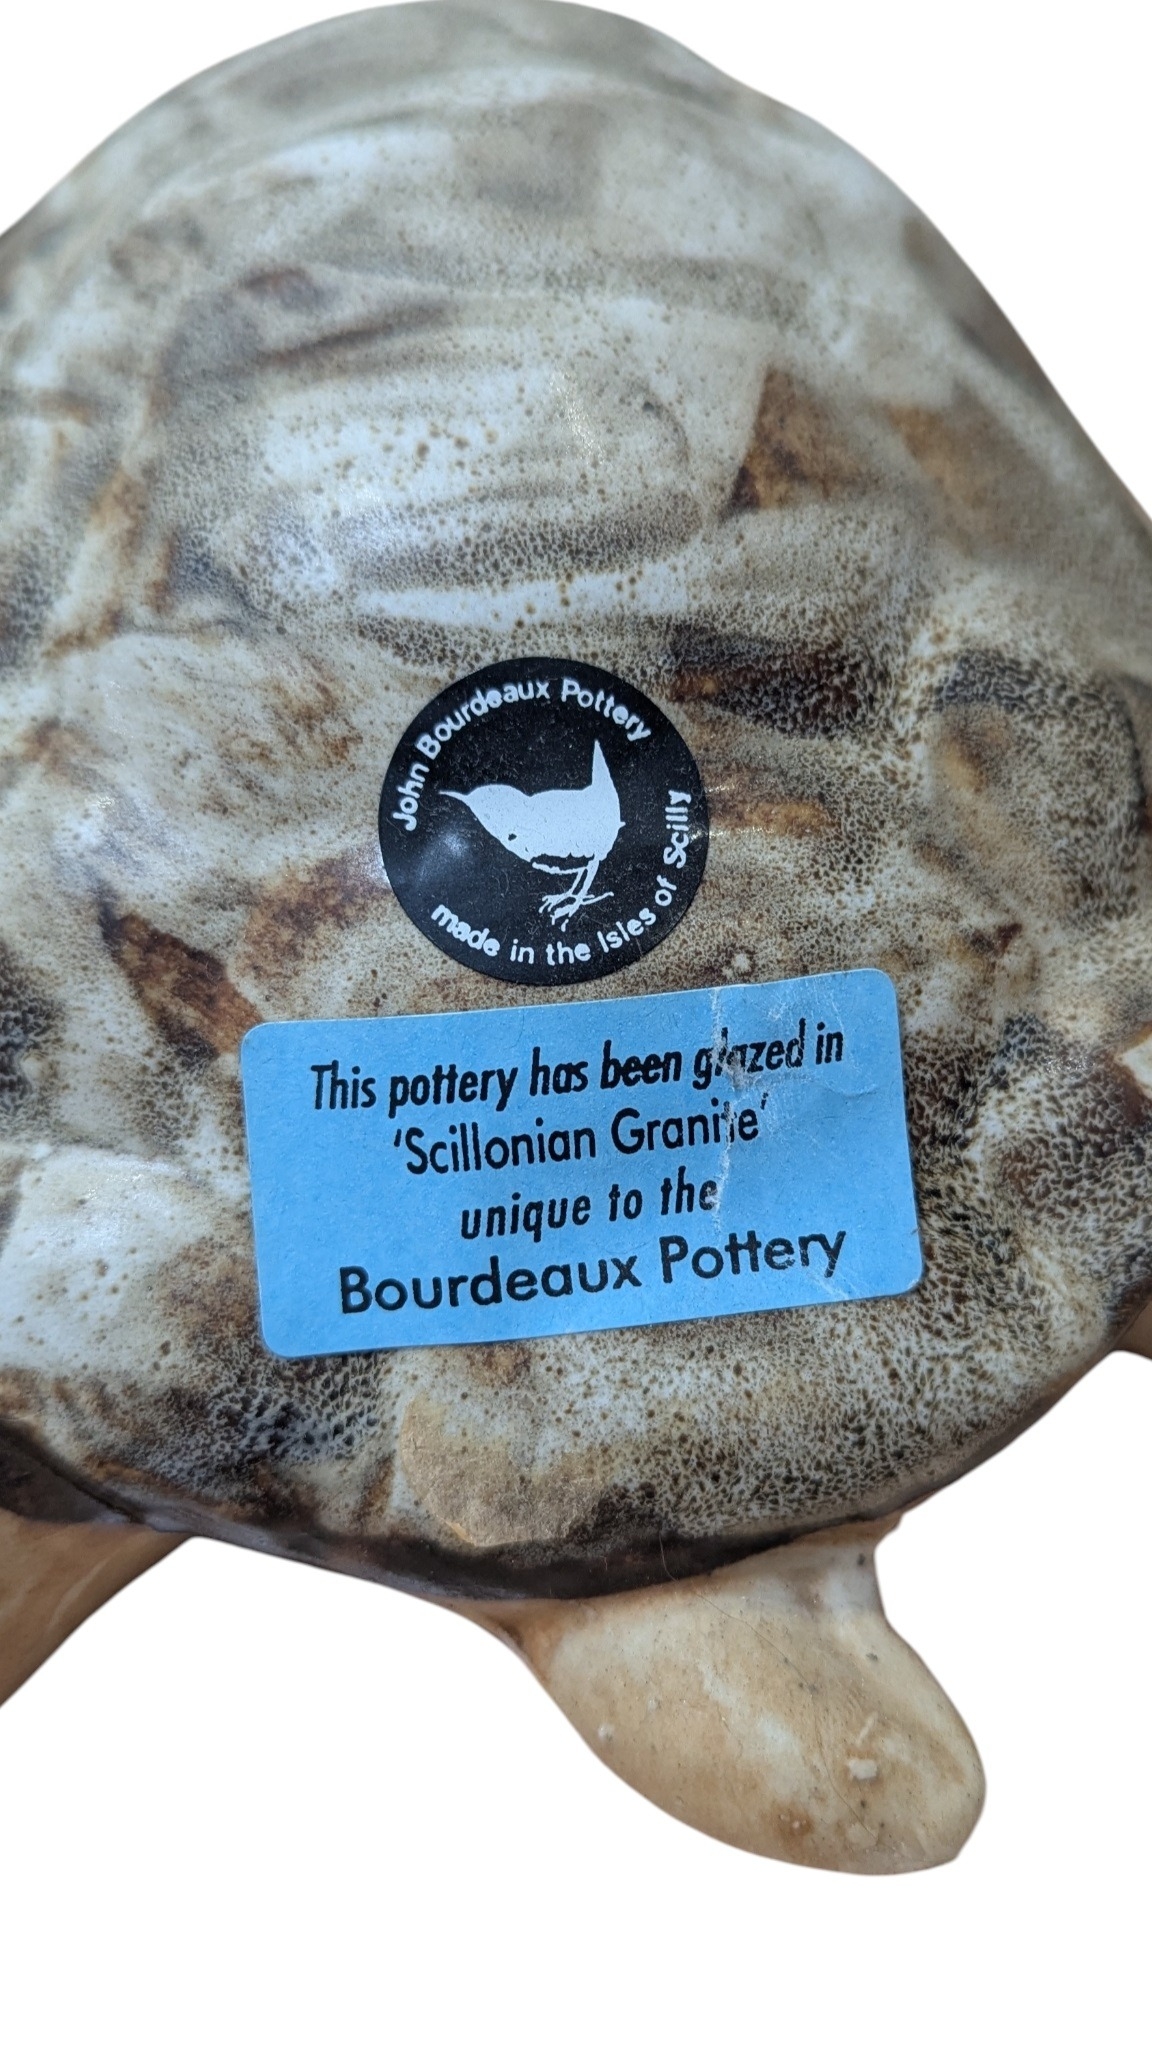 John Bourdeaux Pottery
made in the Isles of Scilly
This pottery has been glazed in
'Scillonian Granite'
unique to the
Bourdeaux Pottery